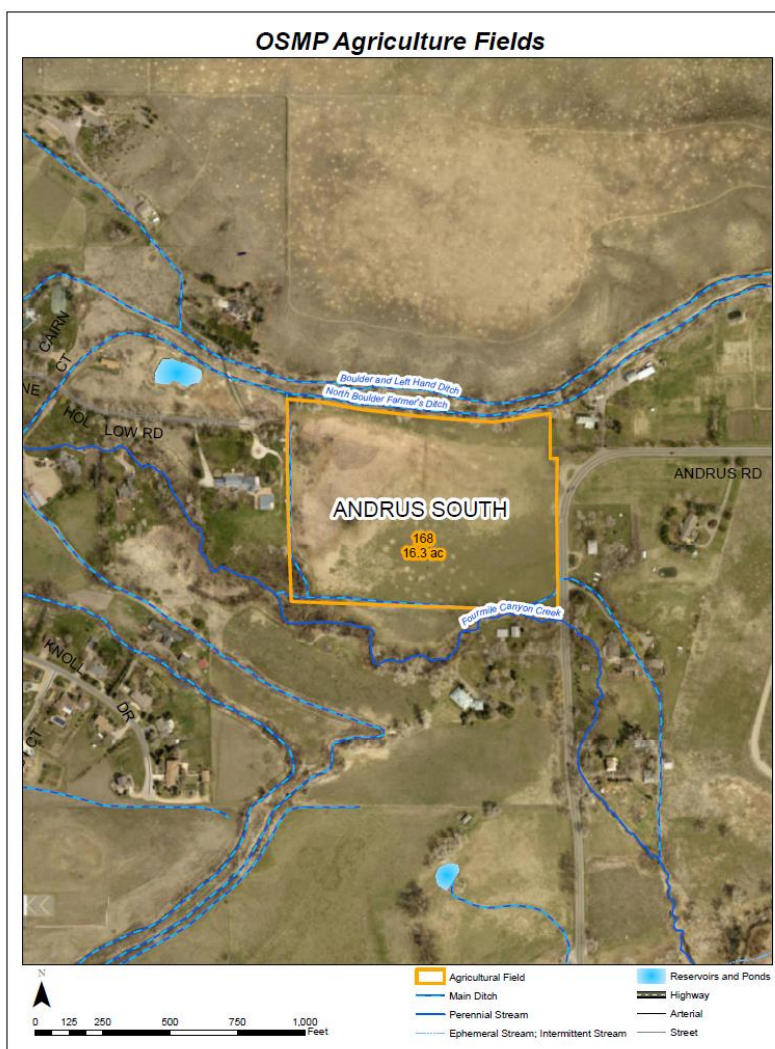 OSMP Agriculture Fields
CAIRN
CT
NE
HOL
LOW RD
Boulder and Left Hand Ditch
North Boulder Farmer's Ditch
ANDRUS RD
ANDRUS SOUTH
168
16.3 ac
Fourmile Canyon Creek
KNOLL
DR
CT
N
0 125 250 500 750 1,000
Feet
Agricultural Field
Main Ditch
Perennial Stream
Ephemeral Stream; Intermittent Stream
Reservoirs and Ponds
Highway
Arterial
Street